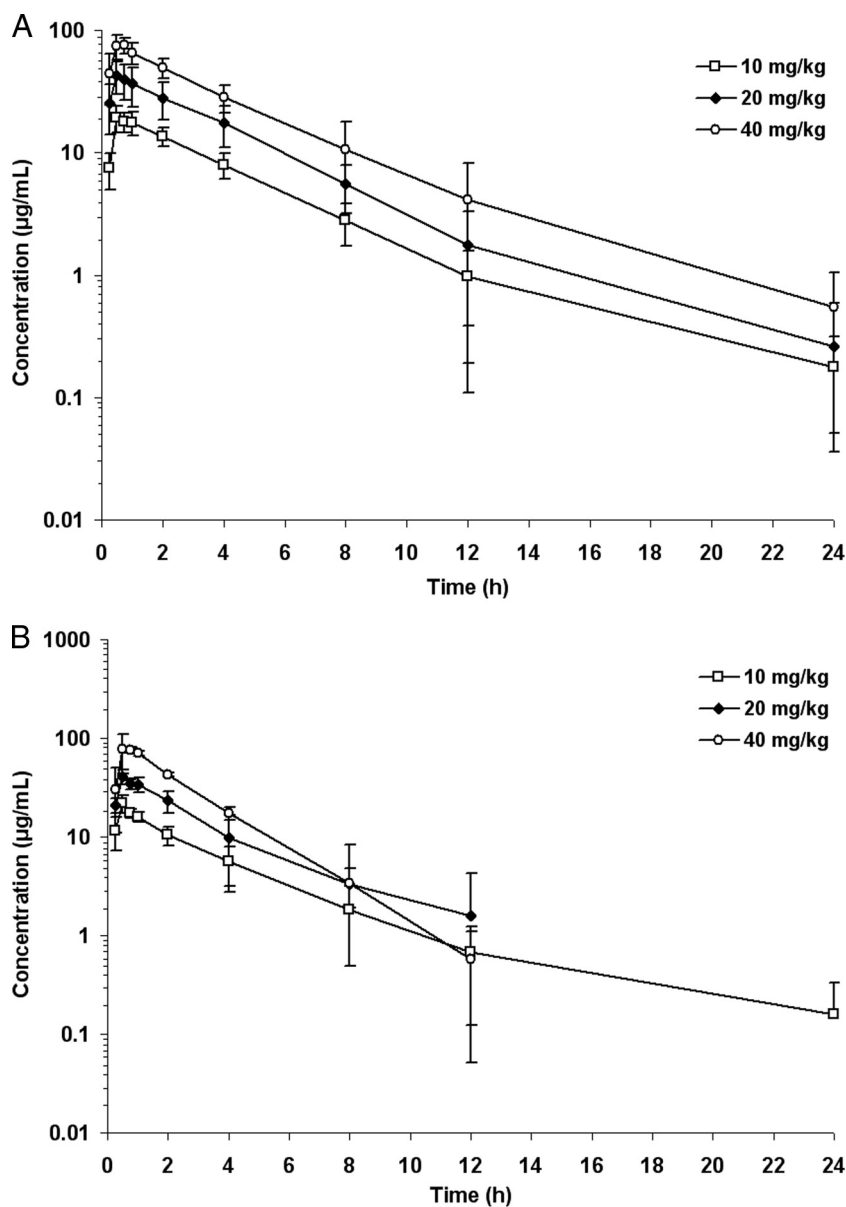 A
100
10
1
0.1
0.01
Concentration (µg/mL)
10 mg/kg
20 mg/kg
40 mg/kg
0 2 4 6 8 10 12 14 16 18 20 22 24
Time (h)
B
1000
100
10
1
0.1
0.01
Concentration (µg/mL)
10 mg/kg
20 mg/kg
40 mg/kg
0 2 4 6 8 10 12 14 16 18 20 22 24
Time (h)